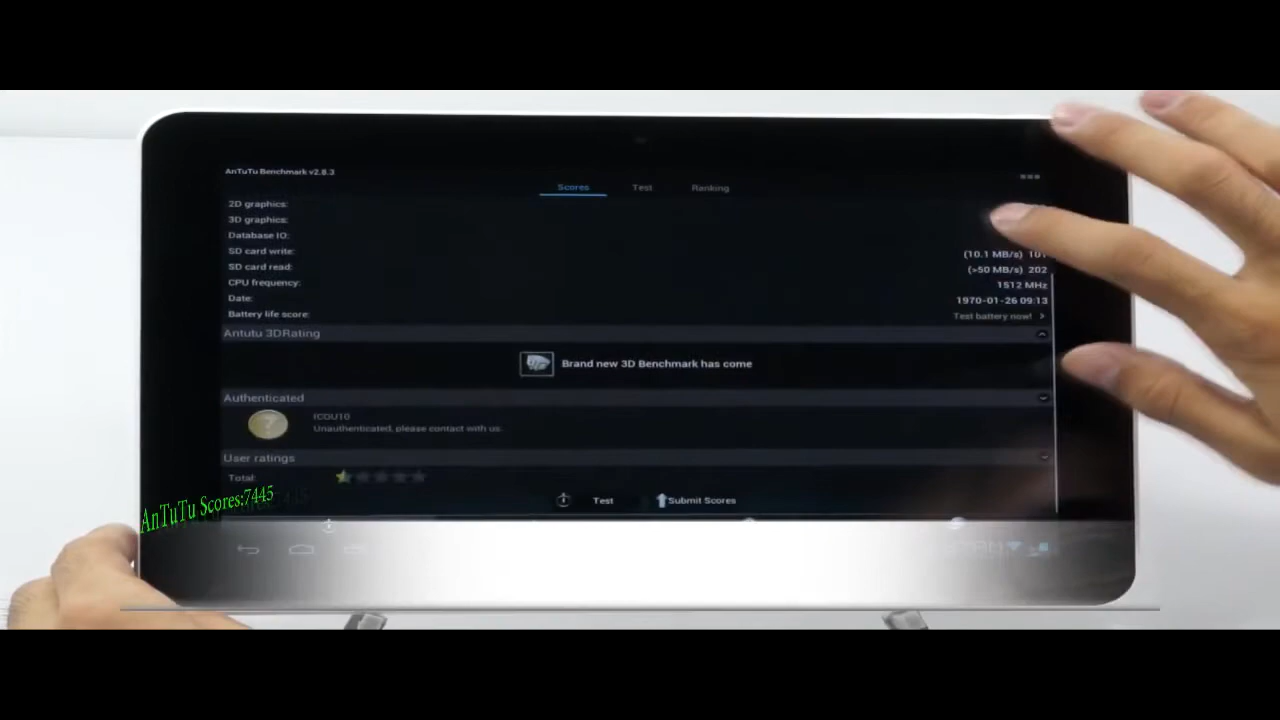 AnTuTu Benchmark v2.8.3
Scores Test Ranking
2D graphics:
3D graphics:
Database IO:
SD card write: (10.1 MB/s) 101
SD card read: (>50 MB/s) 202
CPU frequency: 1512 MHz
Date: 1970-01-26 09:13
Battery life score: Test battery now!
Antutu 3DRating
Brand new 3D Benchmark has come
Authenticated
Unauthenticated, please contact with us.
User ratings
Total:
Test Submit Scores
AnTuTu Scores:7445